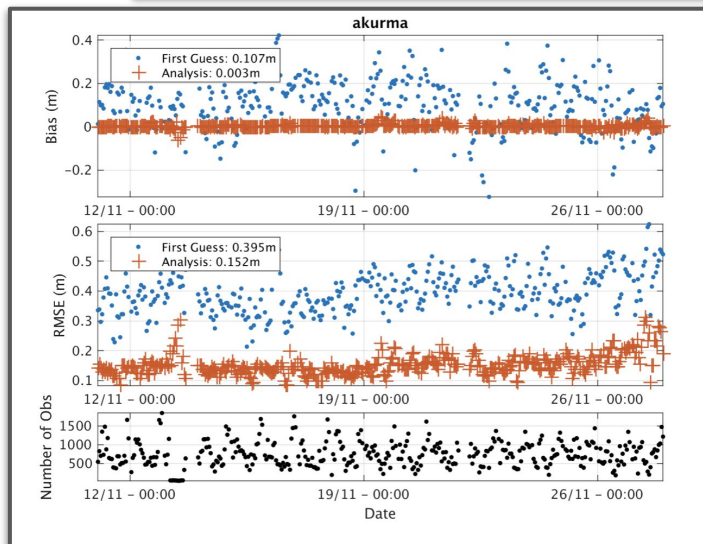 akurma
0.4
First Guess: 0.107m
Analysis: 0.003m
0.2
0
-0.2
Bias (m)
12/11 – 00:00 19/11 – 00:00 26/11 – 00:00
0.6
First Guess: 0.395m
Analysis: 0.152m
0.5
0.4
0.3
0.2
0.1
RMSE (m)
12/11 – 00:00 19/11 – 00:00 26/11 – 00:00
1500
1000
500
Number of Obs
12/11 – 00:00 19/11 – 00:00 26/11 – 00:00
Date